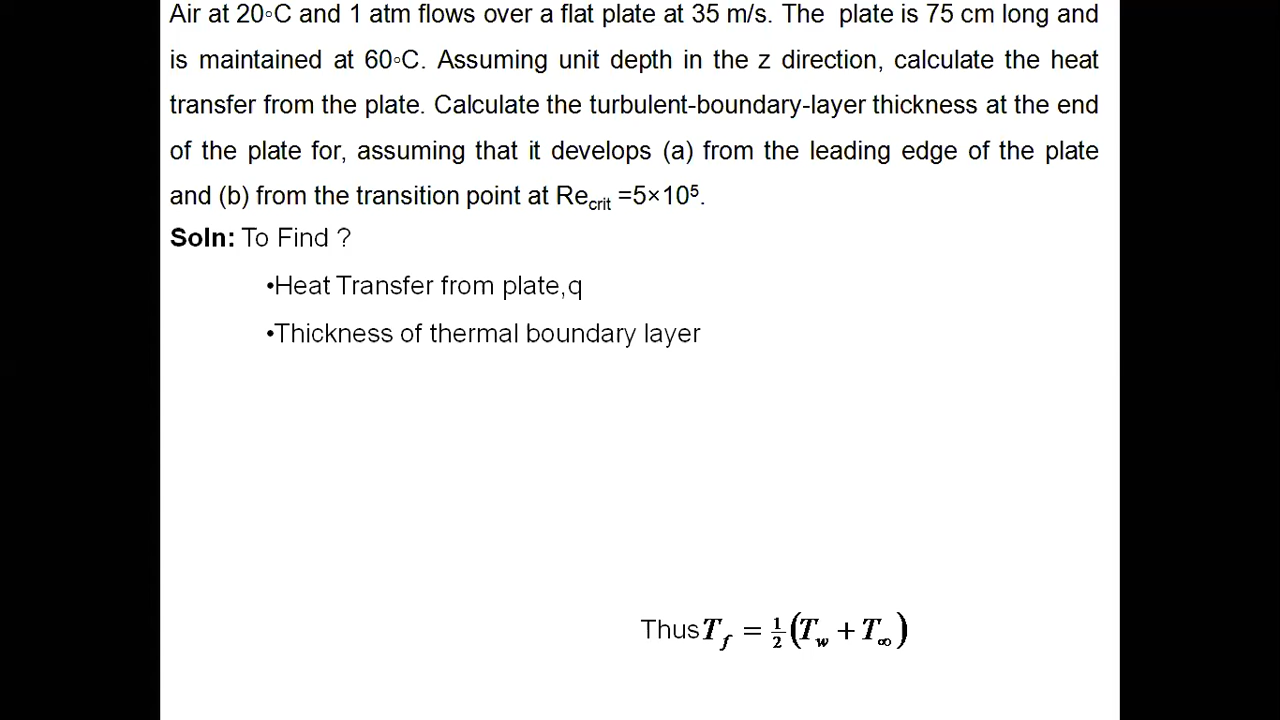 Air at 20◦C and 1 atm flows over a flat plate at 35 m/s. The plate is 75 cm long and
is maintained at 60◦C. Assuming unit depth in the z direction, calculate the heat
transfer from the plate. Calculate the turbulent-boundary-layer thickness at the end
of the plate for, assuming that it develops (a) from the leading edge of the plate
and (b) from the transition point at Re_crit =5×10⁵.
Soln: To Find ?
•Heat Transfer from plate,q
•Thickness of thermal boundary layer
Thus T_f = ½(T_w + T_∞)